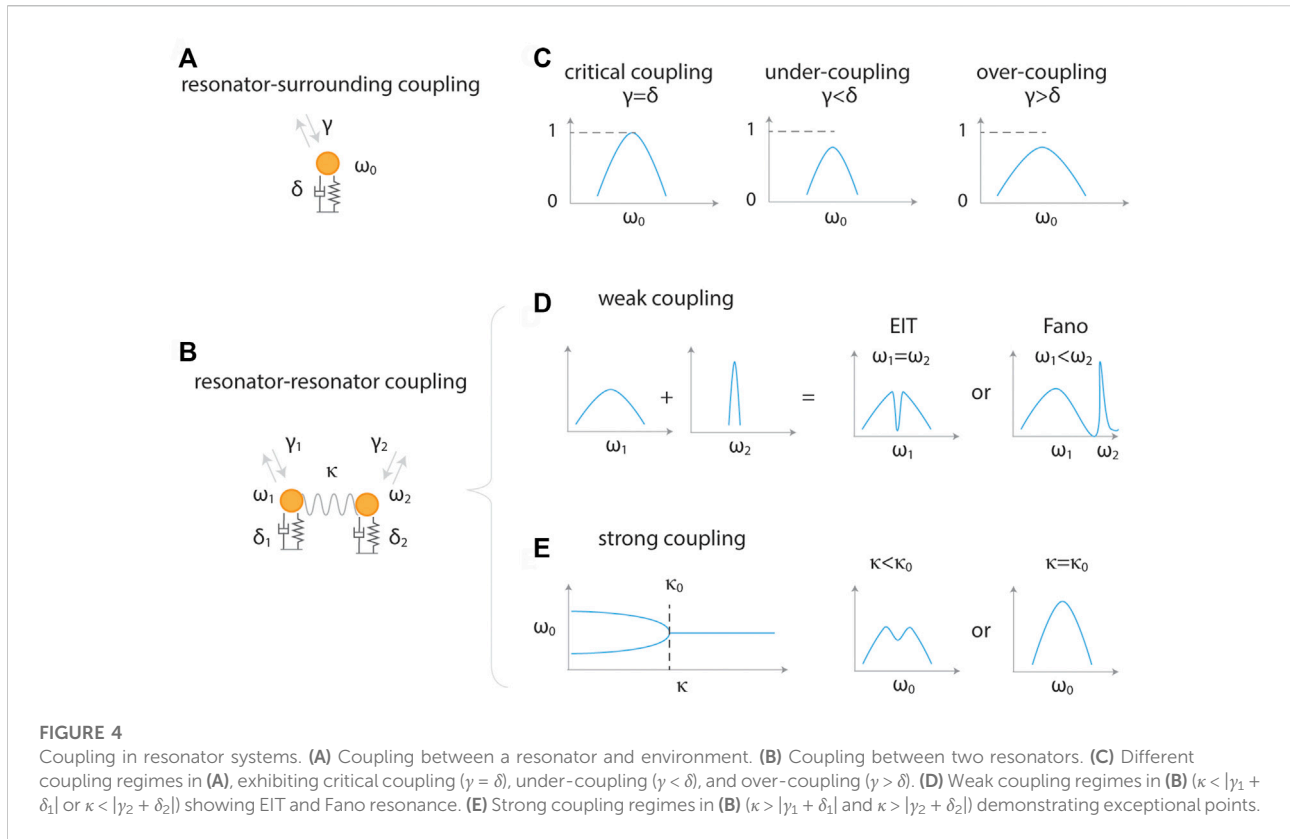 A
resonator-surrounding coupling
γ
δ
ω₀
C
critical coupling
γ=δ
1
0
ω₀
under-coupling
γ<δ
1
0
ω₀
over-coupling
γ>δ
1
0
ω₀
B
resonator-resonator coupling
γ₁
γ₂
κ
ω₁
ω₂
δ₁
δ₂
D
weak coupling
ω₁
+
ω₂
=
EIT
ω₁=ω₂
ω₁
or
Fano
ω₁<ω₂
ω₁
ω₂
E
strong coupling
κ₀
ω₀
κ
κ<κ₀
ω₀
or
κ=κ₀
ω₀
FIGURE 4
Coupling in resonator systems. (A) Coupling between a resonator and environment. (B) Coupling between two resonators. (C) Different
coupling regimes in (A), exhibiting critical coupling (γ = δ), under-coupling (γ < δ), and over-coupling (γ > δ). (D) Weak coupling regimes in (B) (κ < |γ₁ +
δ₁| or κ < |γ₂ + δ₂|) showing EIT and Fano resonance. (E) Strong coupling regimes in (B) (κ > |γ₁ + δ₁| and κ > |γ₂ + δ₂|) demonstrating exceptional points.